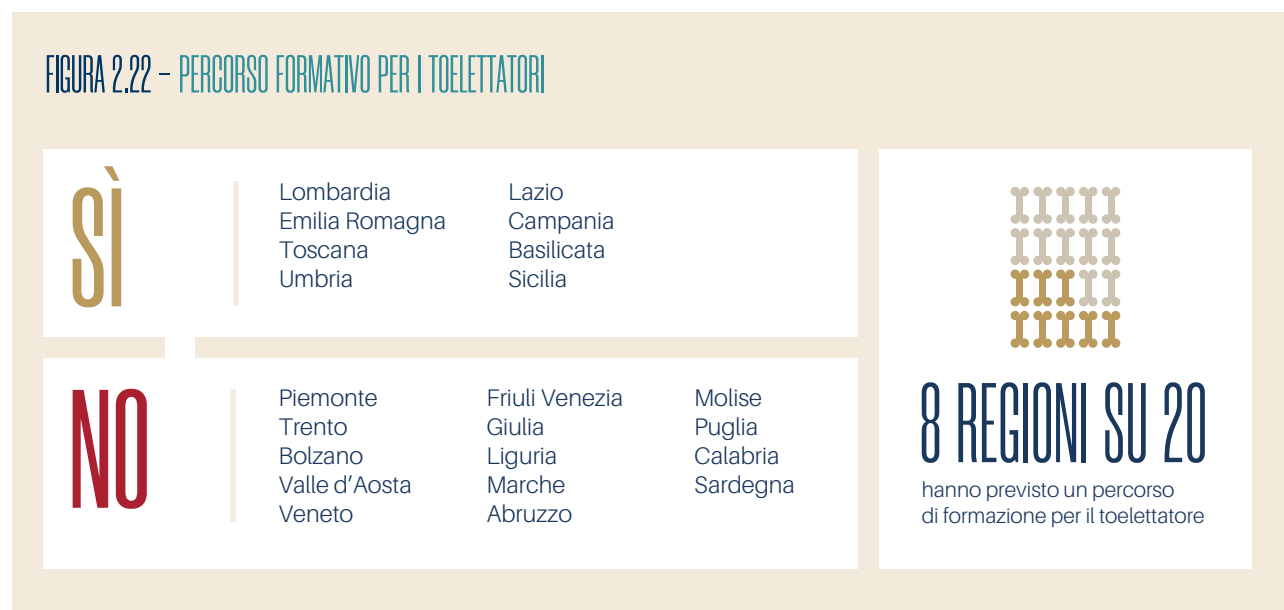 FIGURA 2.22 – PERCORSO FORMATIVO PER I TOELETTATORI
SÌ
Lombardia
Emilia Romagna
Toscana
Umbria
Lazio
Campania
Basilicata
Sicilia
NO
Piemonte
Trento
Bolzano
Valle d’Aosta
Veneto
Friuli Venezia
Giulia
Liguria
Marche
Abruzzo
Molise
Puglia
Calabria
Sardegna
8 REGIONI SU 20
hanno previsto un percorso
di formazione per il toelettatore